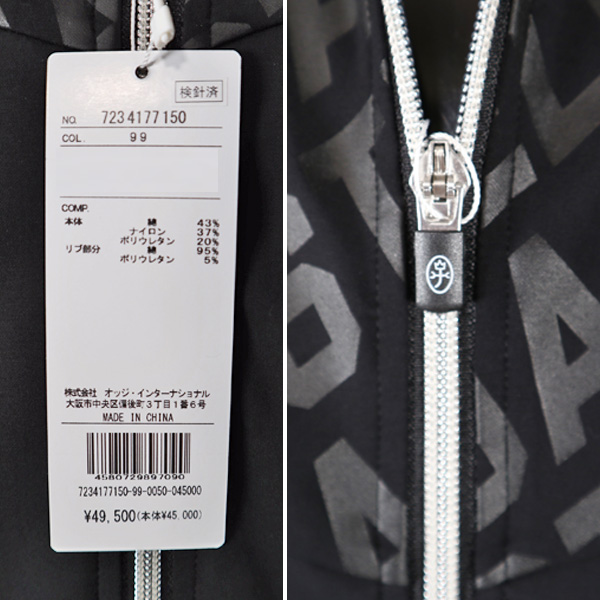 検針済
NO. 7234177150
COL. 99
COMP.
本体 綿 43%
ナイロン 37%
ポリウレタン 20%
リブ部分 綿 95%
ポリウレタン 5%
株式会社 オッジ・インターナショナル
大阪市中央区備後町3丁目1番6号
MADE IN CHINA
4580729897090
7234177150-99-0050-045000
¥49,500(本体¥45,000)